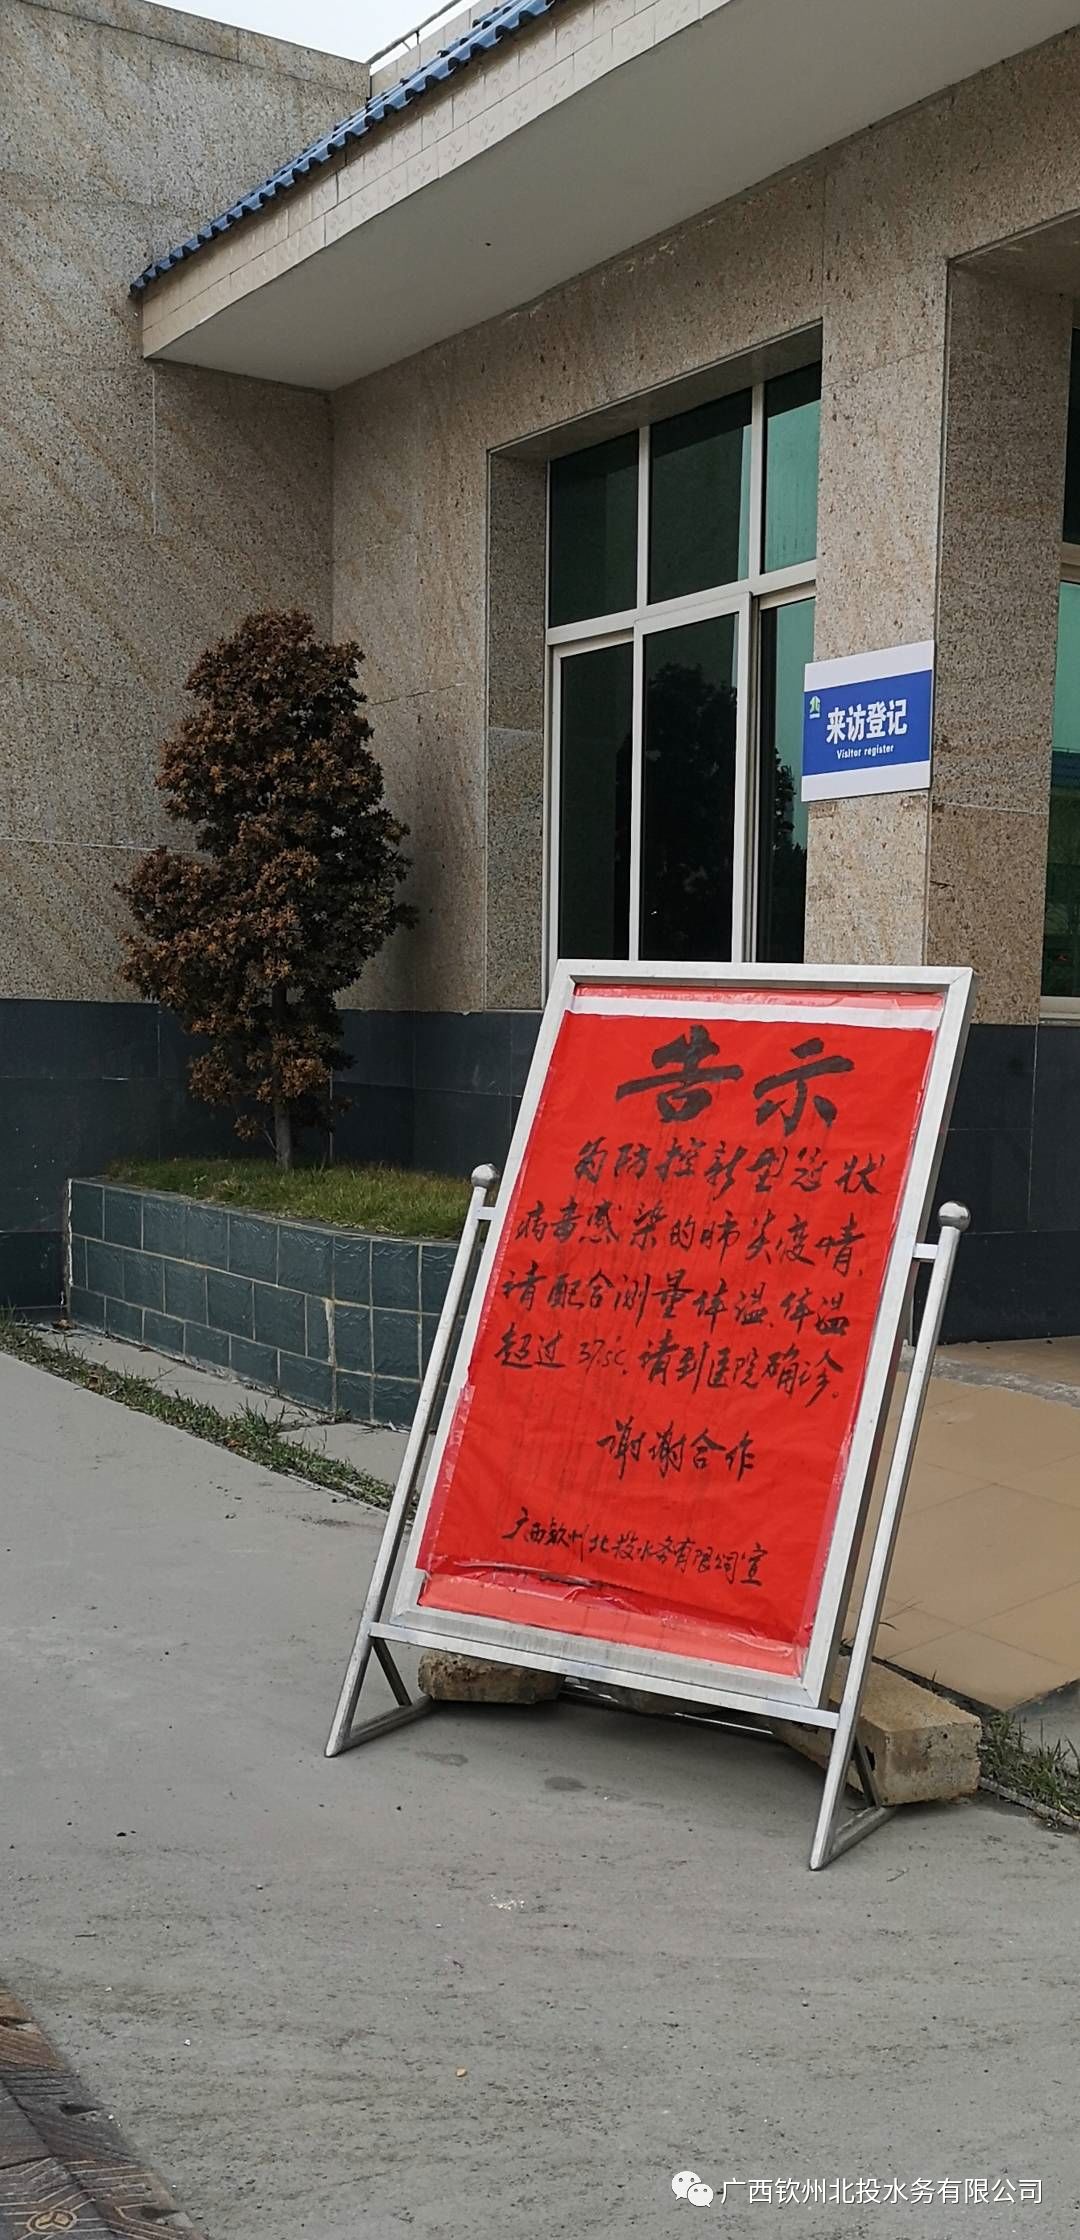 来访登记
Visitor register
告示
为防控新型冠状
病毒感染的肺炎疫情,
请配合测量体温,体温
超过37.5℃,请到医院确诊。
谢谢合作
广西钦州北投水务有限公司宣
广西钦州北投水务有限公司